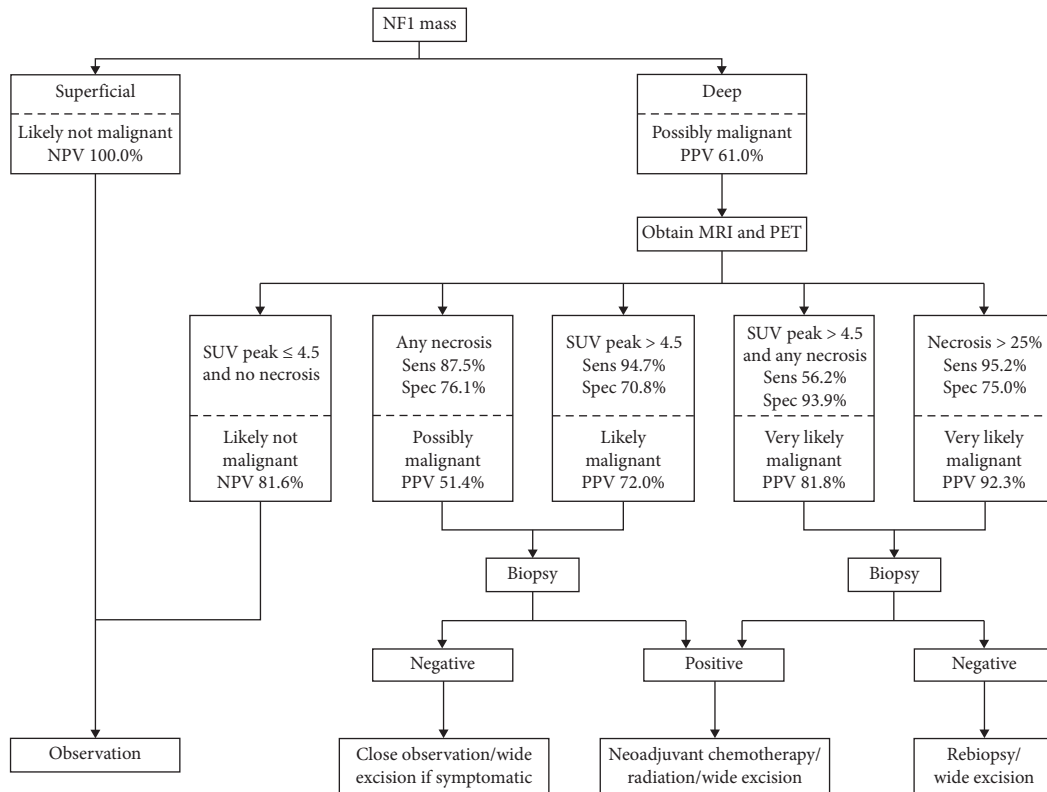 NF1 mass
Superficial
Likely not malignant
NPV 100.0%
Deep
Possibly malignant
PPV 61.0%
Obtain MRI and PET
SUV peak ≤ 4.5
and no necrosis
Likely not
malignant
NPV 81.6%
Any necrosis
Sens 87.5%
Spec 76.1%
Possibly
malignant
PPV 51.4%
SUV peak > 4.5
Sens 94.7%
Spec 70.8%
Likely
malignant
PPV 72.0%
SUV peak > 4.5
and any necrosis
Sens 56.2%
Spec 93.9%
Very likely
malignant
PPV 81.8%
Necrosis > 25%
Sens 95.2%
Spec 75.0%
Very likely
malignant
PPV 92.3%
Biopsy
Biopsy
Negative
Positive
Negative
Observation
Close observation/wide
excision if symptomatic
Neoadjuvant chemotherapy/
radiation/wide excision
Rebiopsy/
wide excision